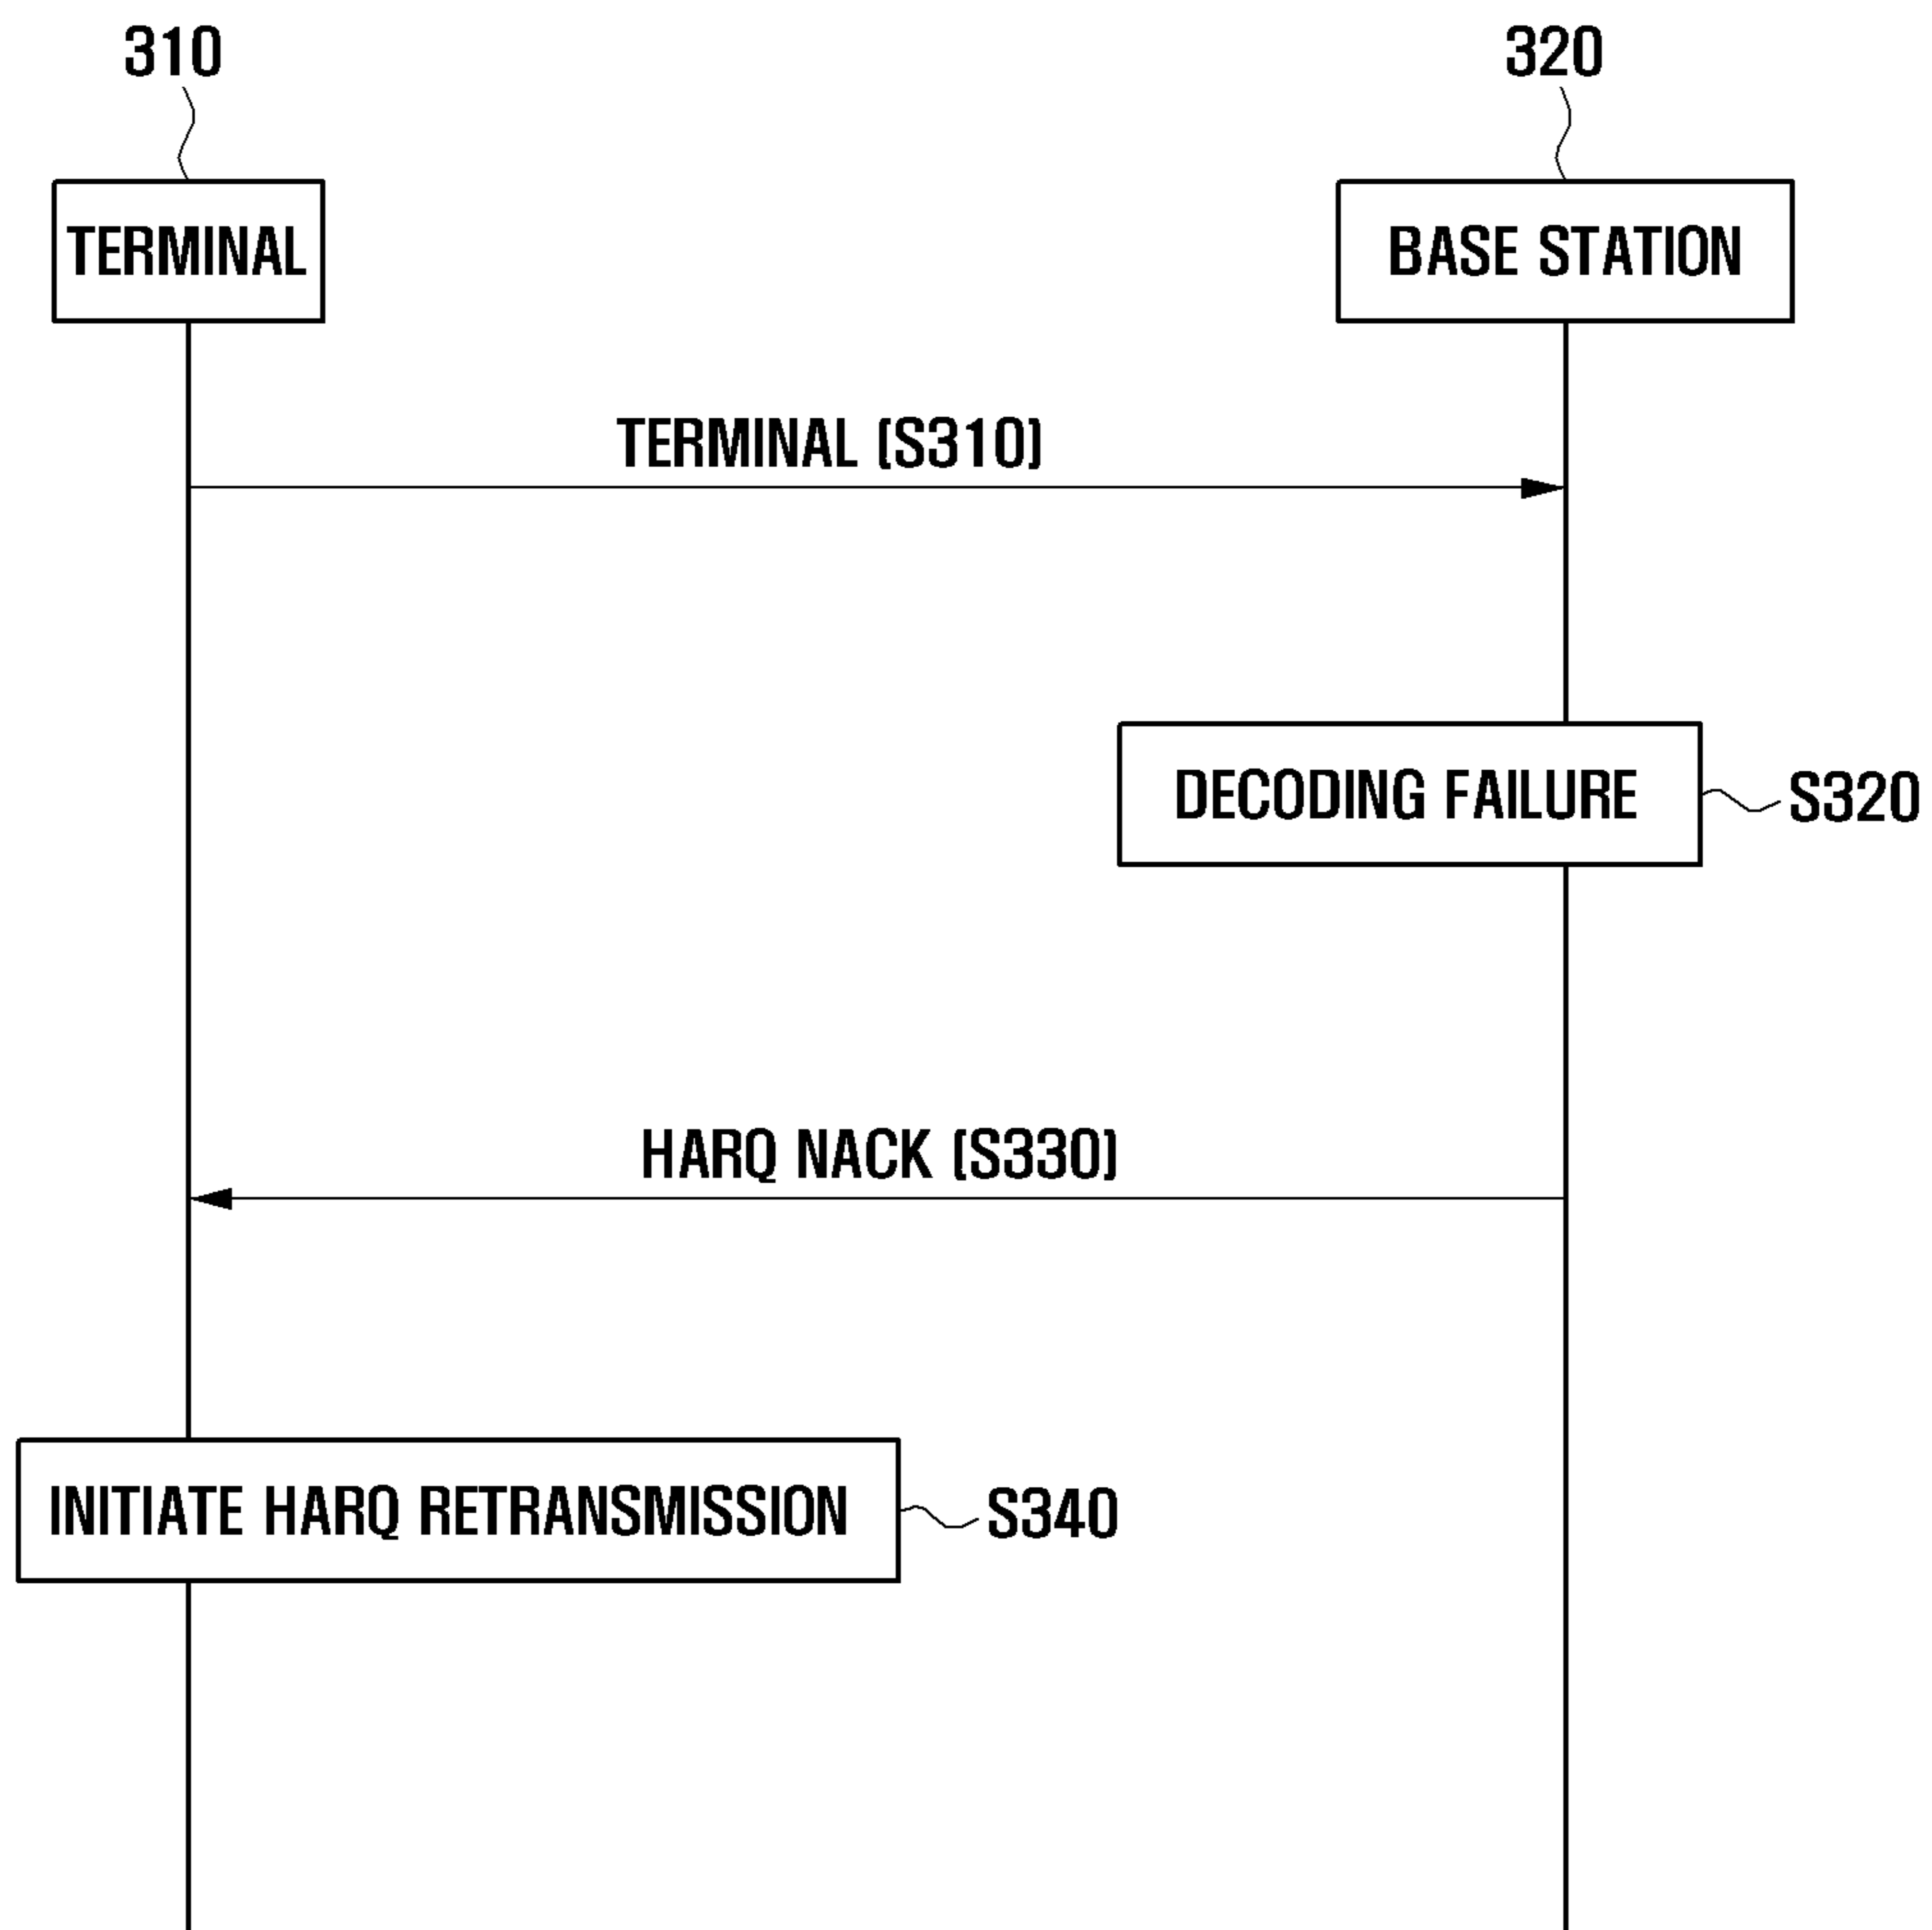 310
320
TERMINAL
BASE STATION
TERMINAL (S310)
DECODING FAILURE
S320
HARQ NACK (S330)
INITIATE HARQ RETRANSMISSION
S340